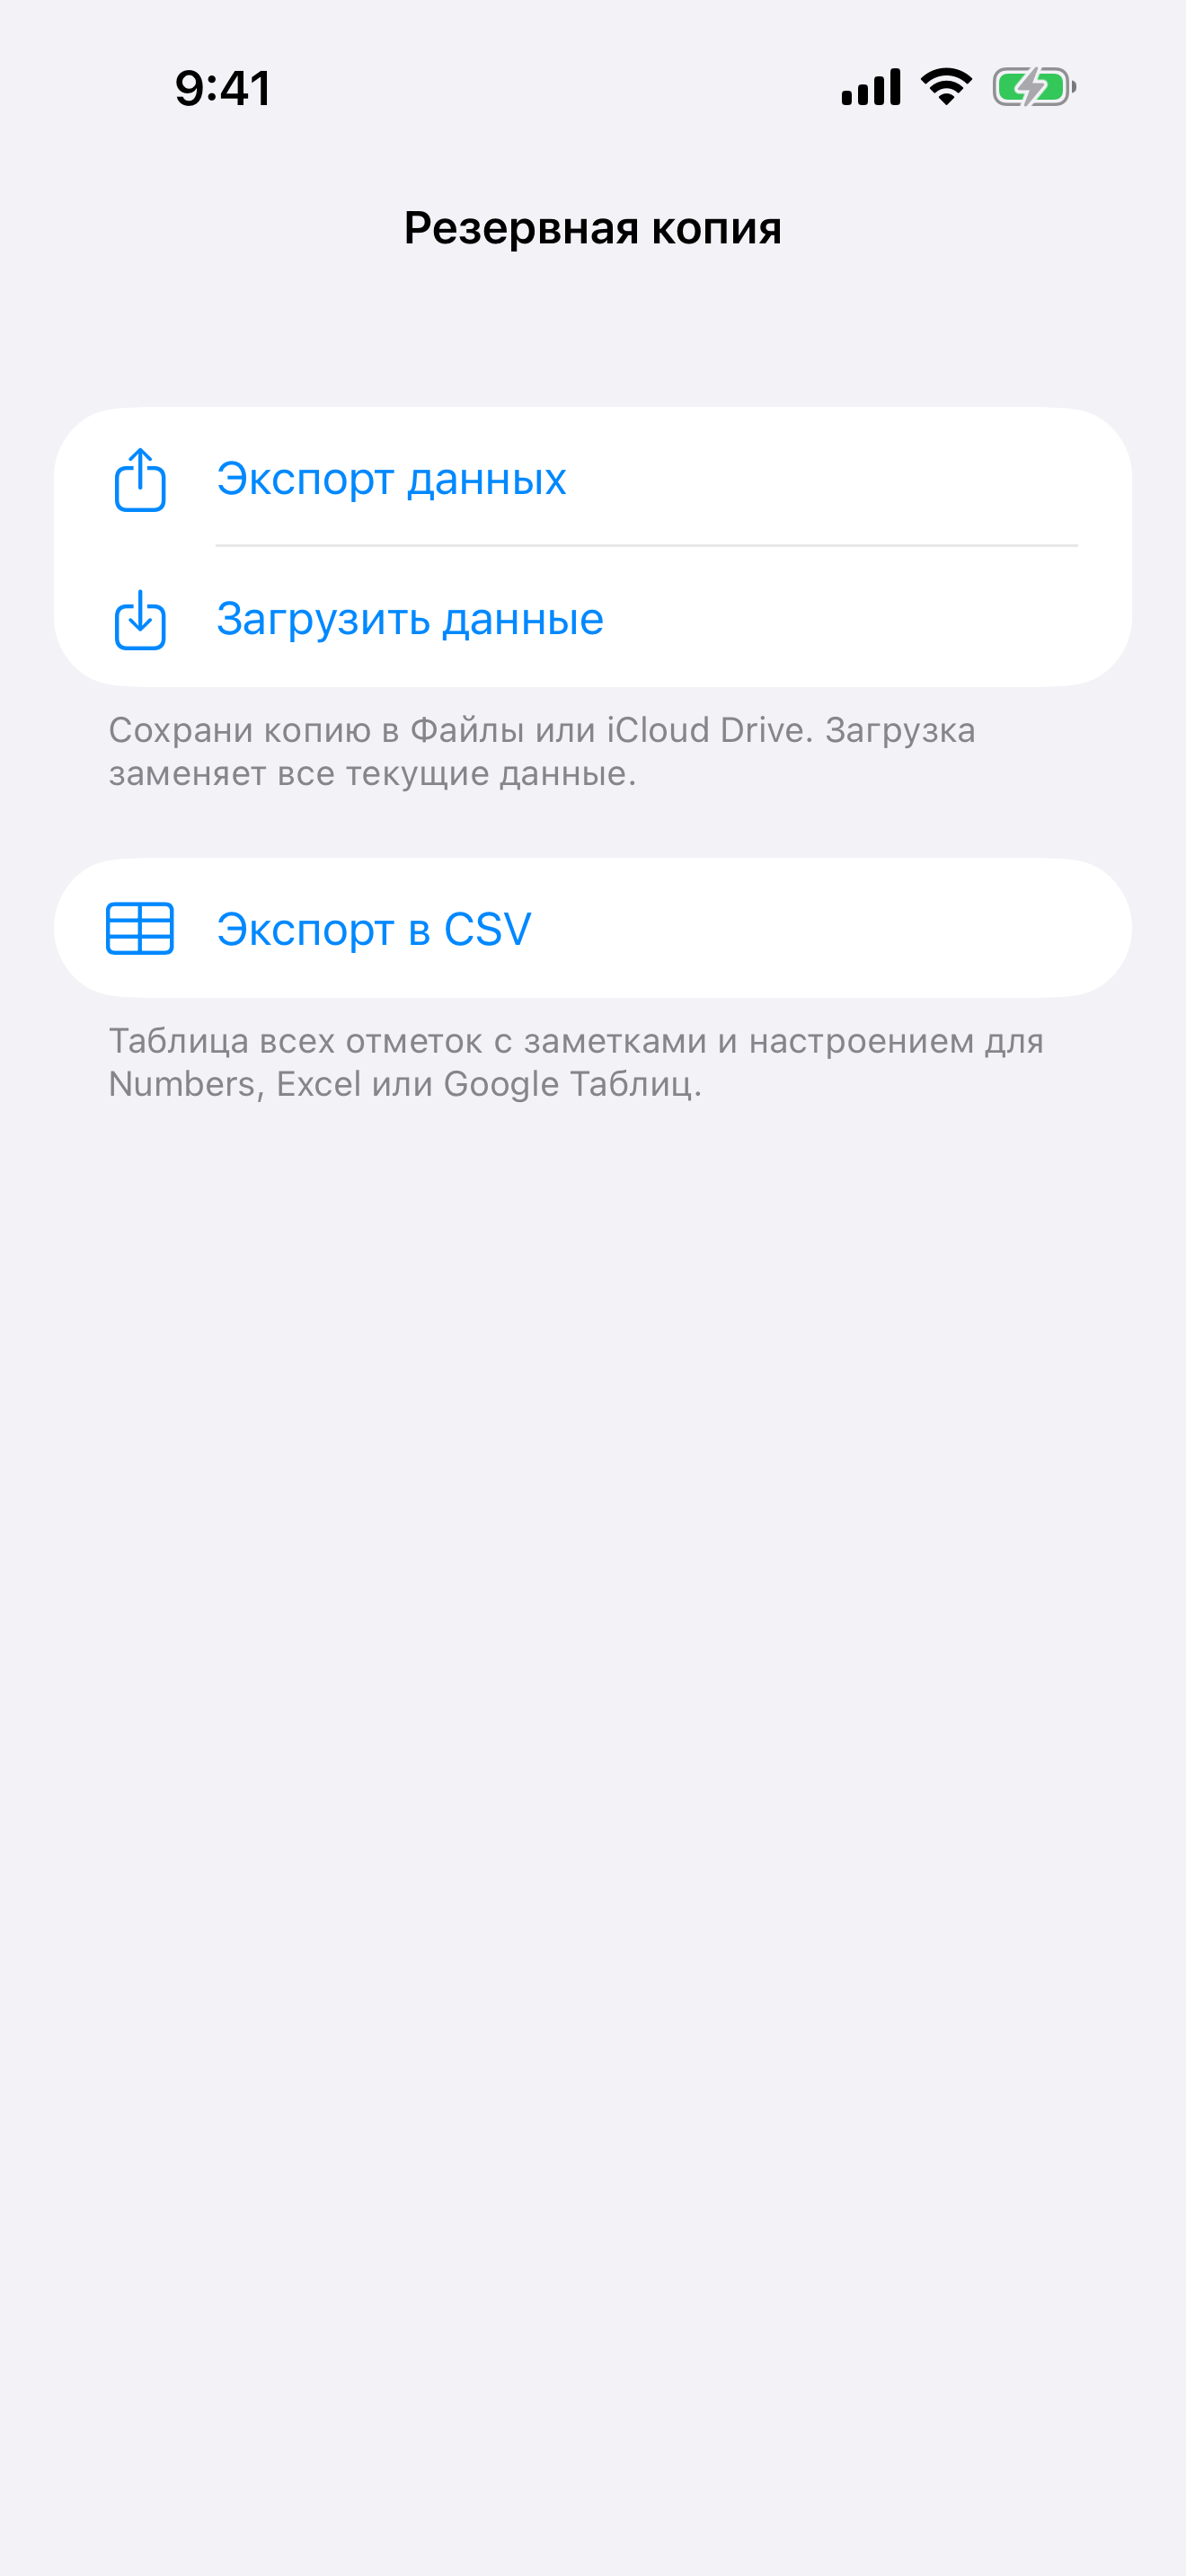 9:41
Резервная копия
Экспорт данных
Загрузить данные
Сохрани копию в Файлы или iCloud Drive. Загрузка
заменяет все текущие данные.
Экспорт в CSV
Таблица всех отметок с заметками и настроением для
Numbers, Excel или Google Таблиц.